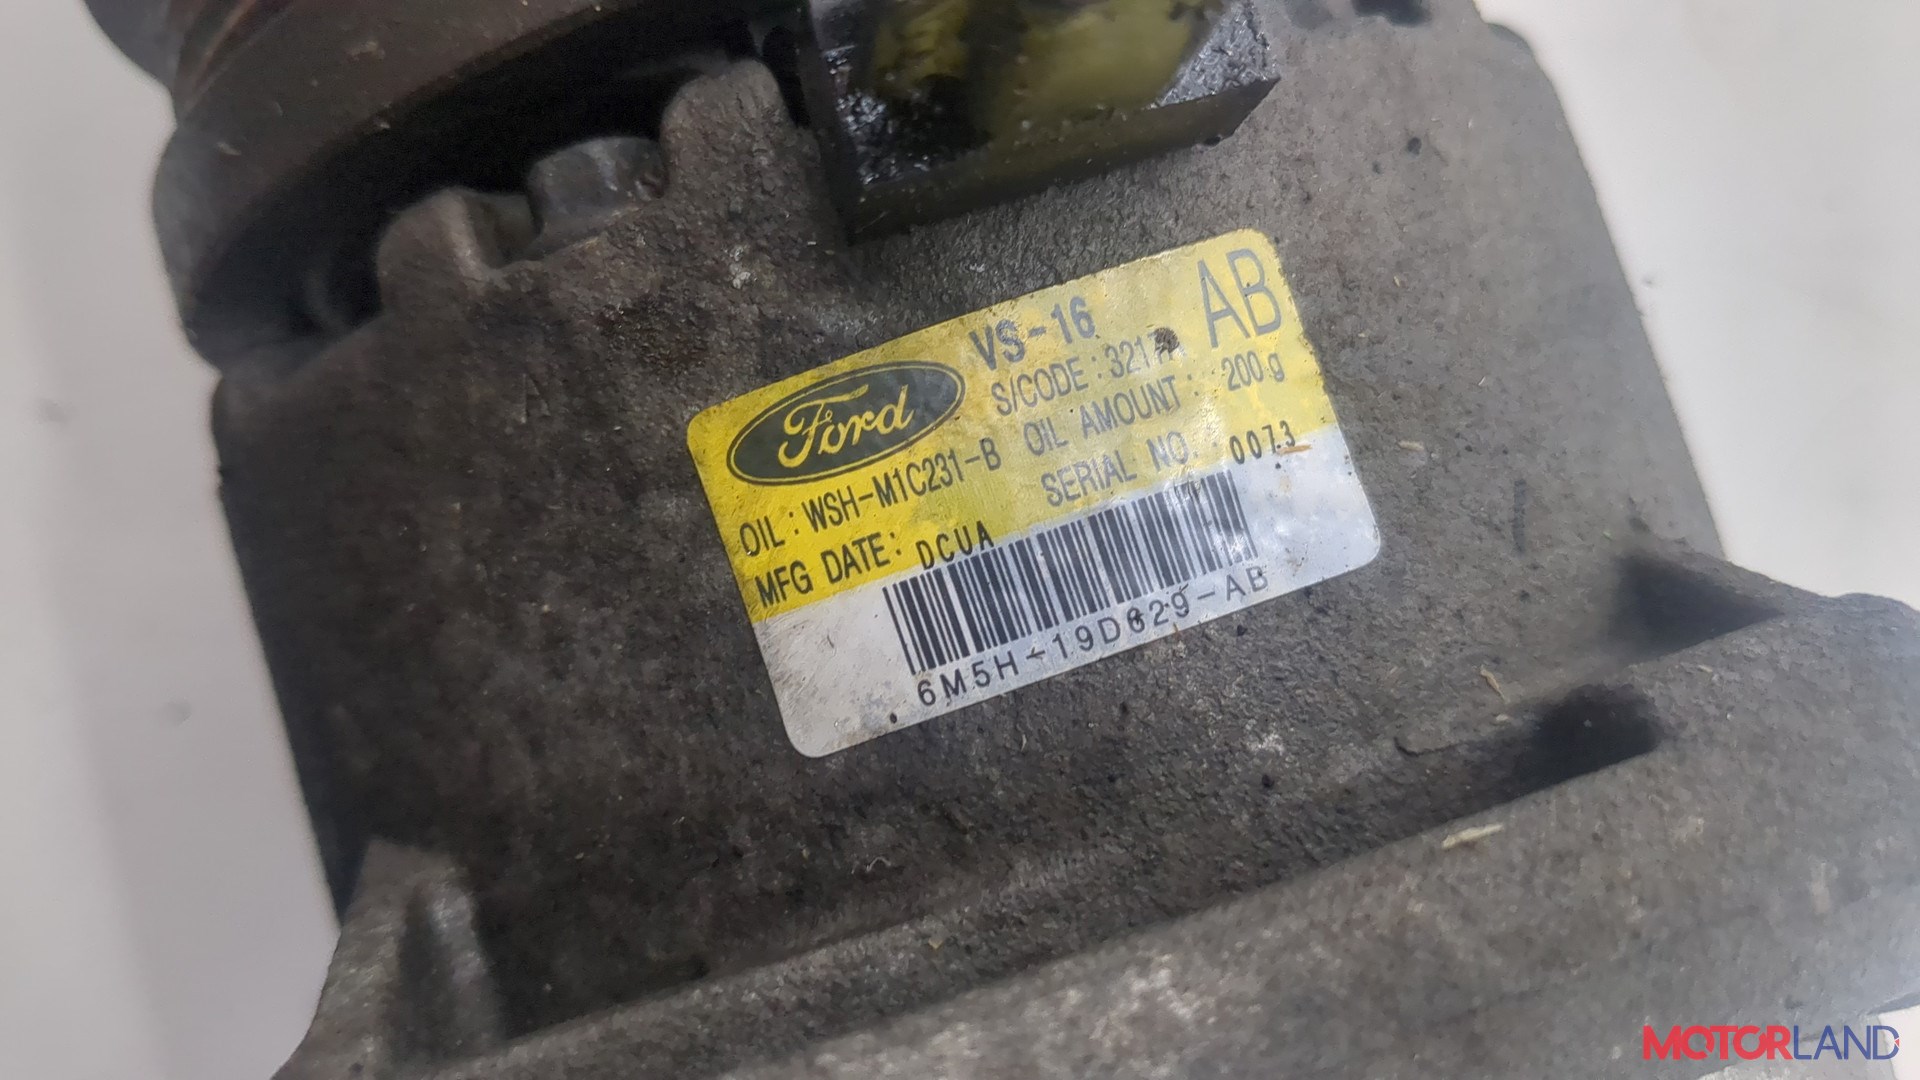 VS-16 AB
Ford
S/CODE : 3217A
OIL : WSH-M1C231-B OIL AMOUNT : 200 g
MFG DATE: DCUA SERIAL NO. : 0073
6M5H-19D629-AB
MOTORLAND